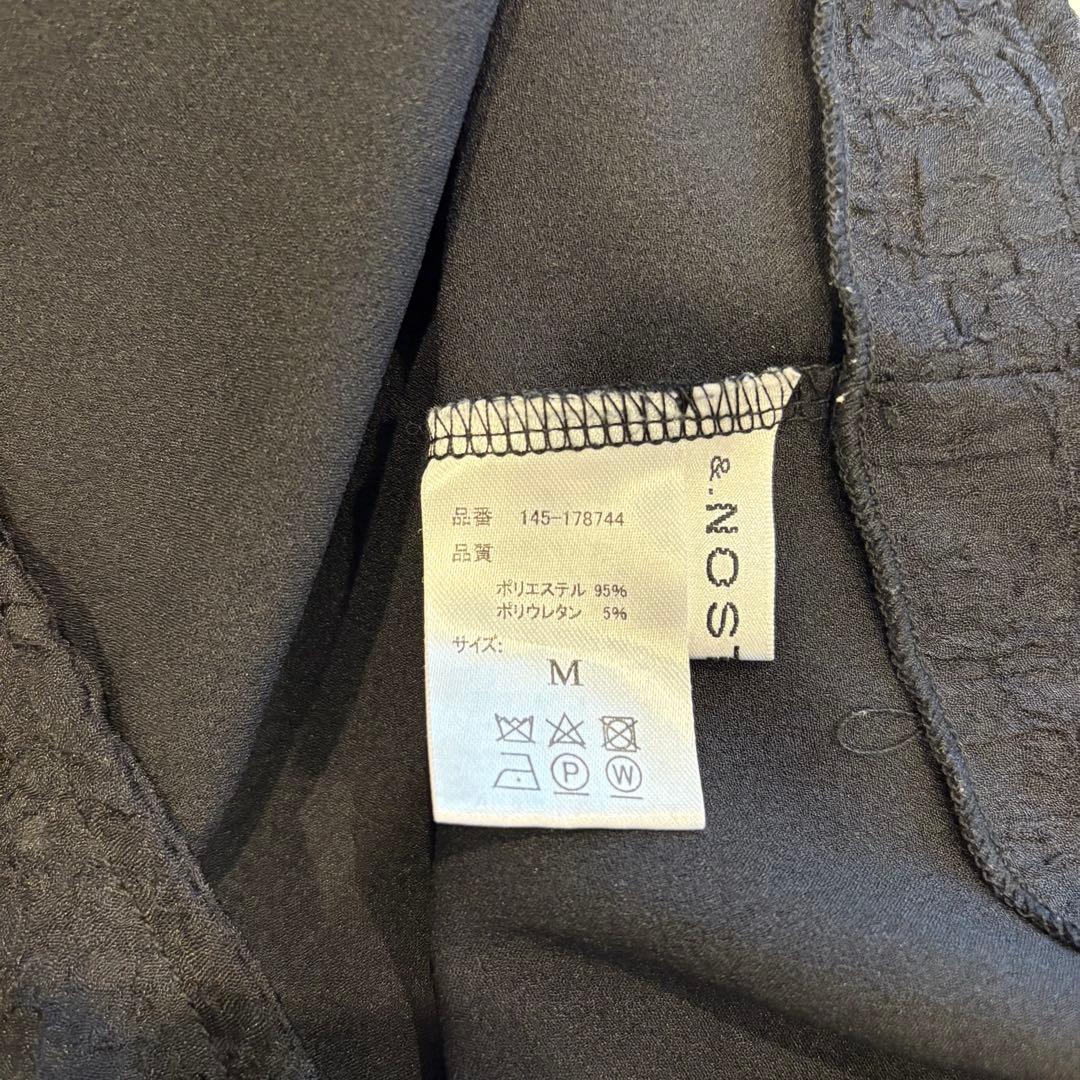 品番 145-178744
品質
ポリエステル 95%
ポリウレタン 5%
サイズ:
M
P W
&.NOST